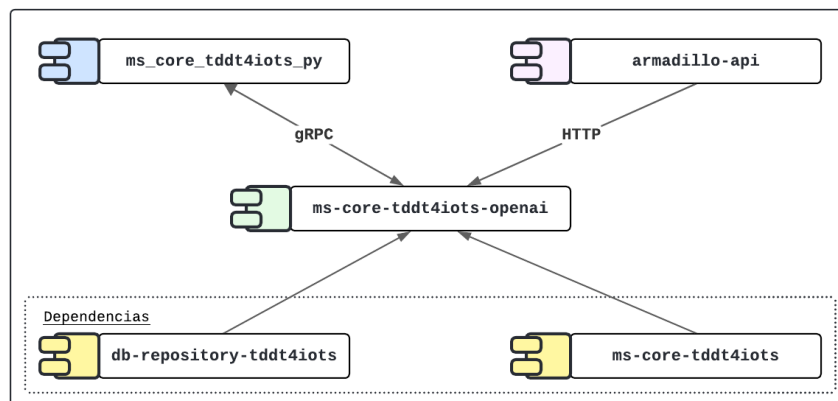 ms_core_tddt4iots_py
armadillo-api
gRPC
HTTP
ms-core-tddt4iots-openai
Dependencias
db-repository-tddt4iots
ms-core-tddt4iots